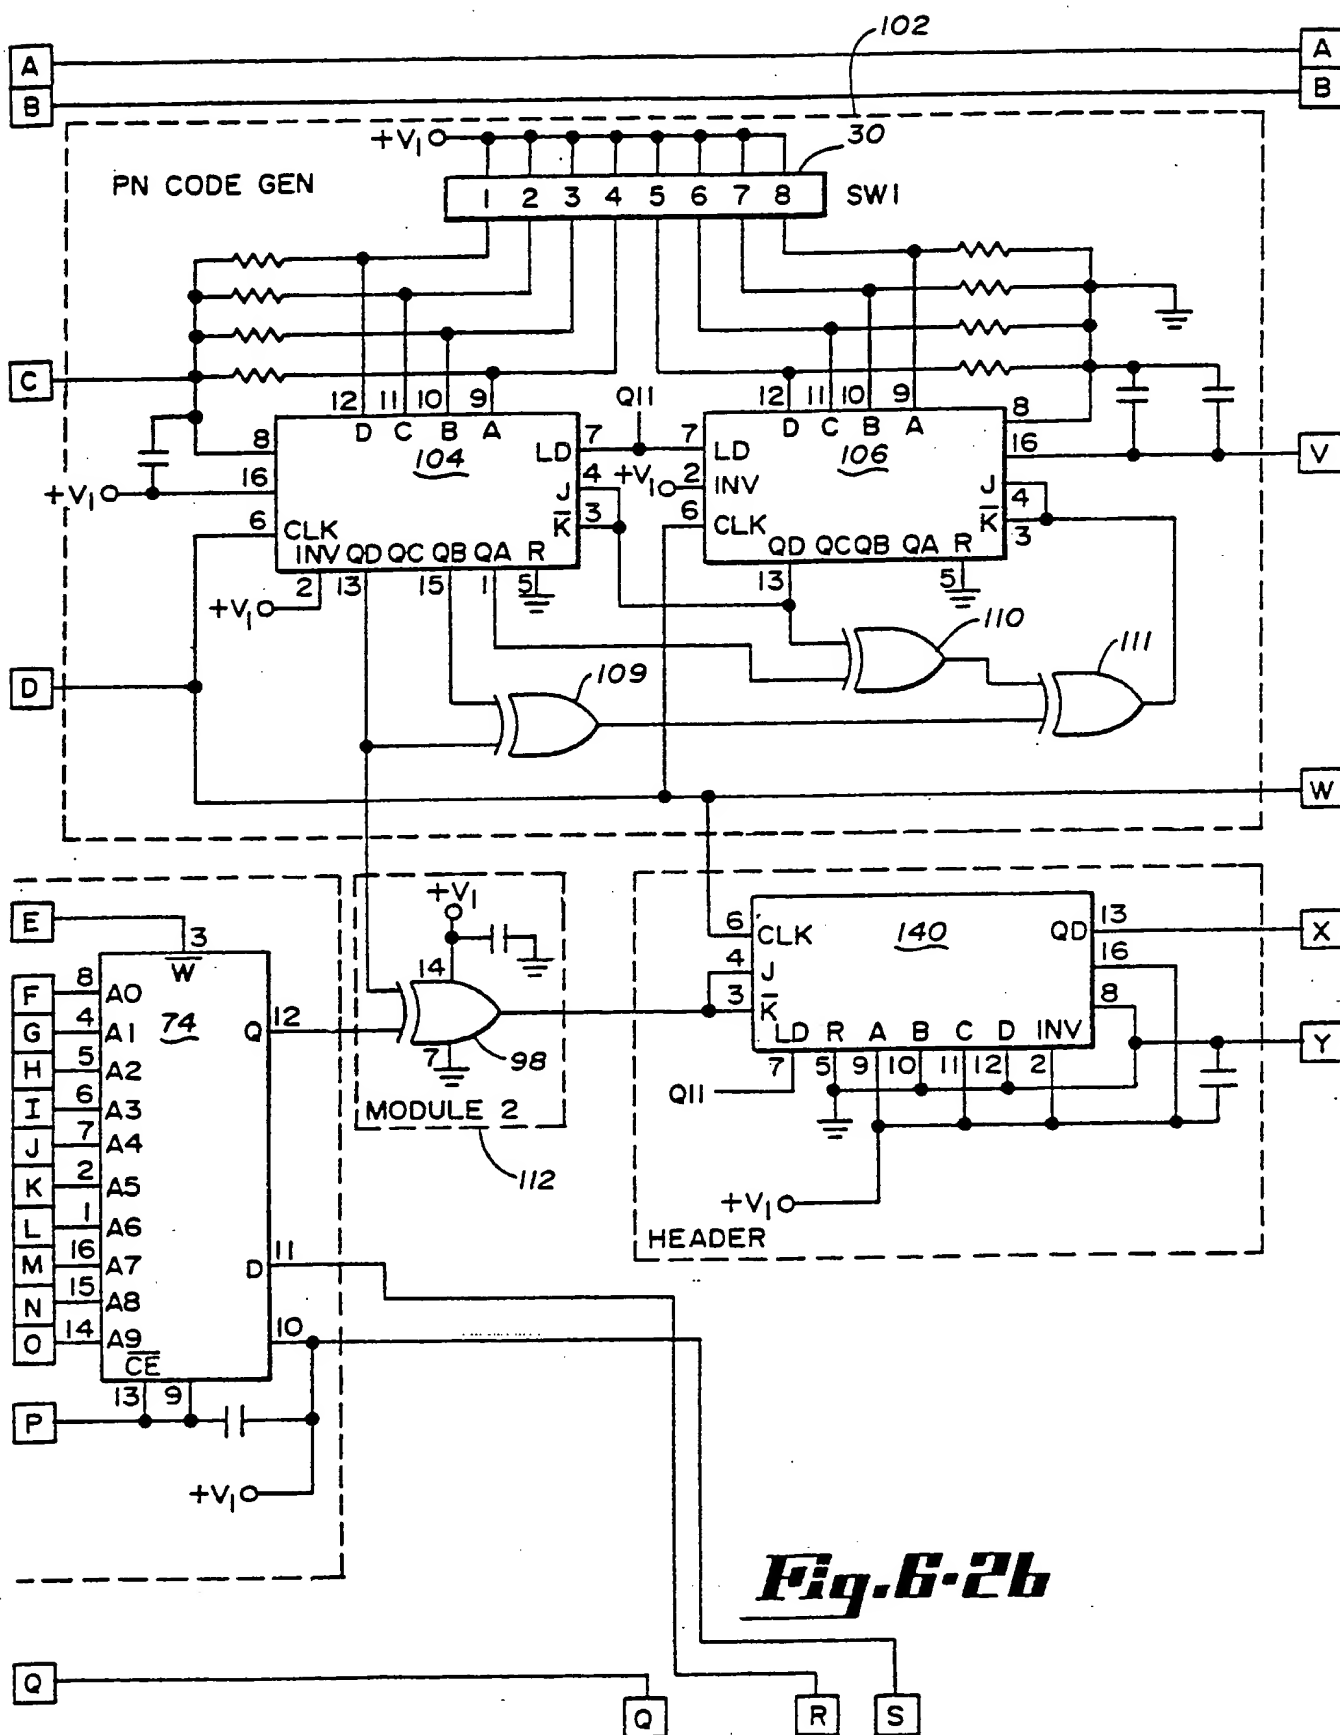 102
A A
B B
+V1 30
PN CODE GEN 1 2 3 4 5 6 7 8 SW1
C
12 11 10 9 Q11 12 11 10 9
8 D C B A 7 7 D C B A 8
104 LD LD 106 16 V
16 4 +V1 2 INV J 4
+V1 J
6 CLK 3 K̅ 6 CLK K̅ 3
INV QD QC QB QA R QD QC QB QA R
2 13 15 1 5 13 5
+V1
110
111
D 109
W
E +V1
3 6 CLK 140 QD 13 X
W̅ 14 4 J 16
F 8 A0 3 K̅ 8
G 4 A1 74 Q 12
LD R A B C D INV Y
H 5 A2 7 98 7 5 9 10 11 12 2
I 6 A3 Q11
J 7 A4 MODULE 2
K 2 A5 112
L 1 A6 +V1
HEADER
M 16 A7 D 11
N 15 A8
O 14 A9 10
C̅E̅
13 9
P
+V1
Fig.6-2b
Q
Q R S